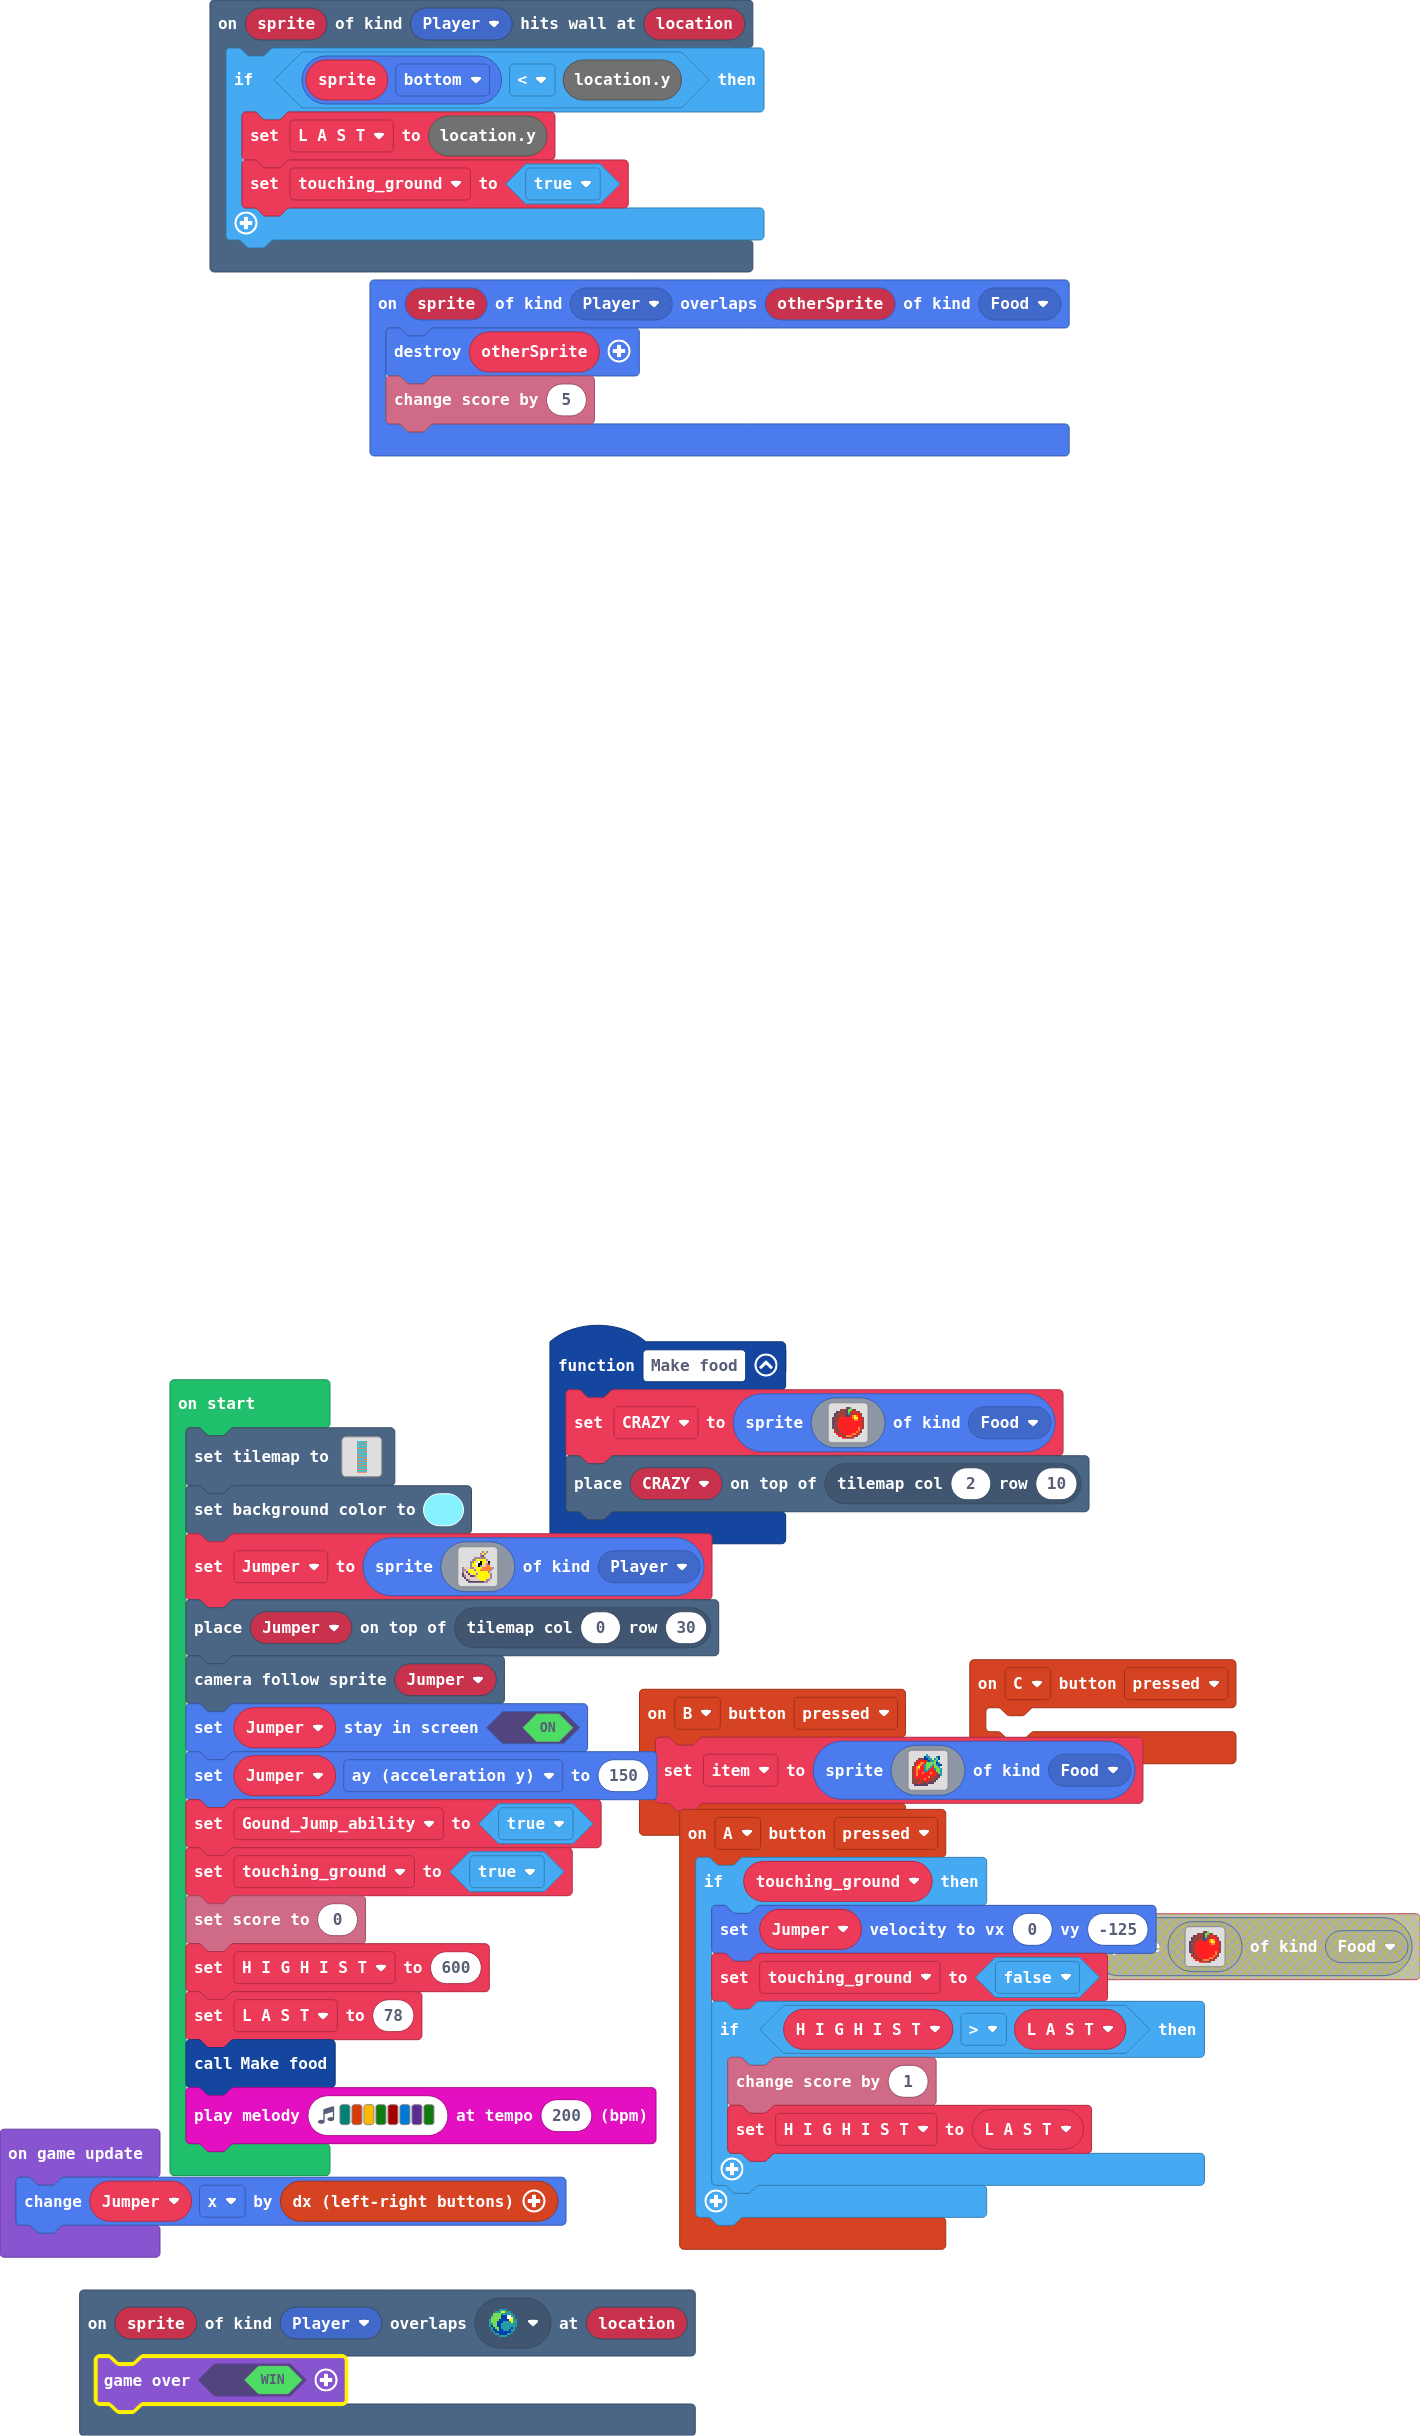 on sprite of kind Player hits wall at location
if sprite bottom < location.y then
set L A S T to location.y
set touching_ground to true
on sprite of kind Player overlaps otherSprite of kind Food
destroy otherSprite
change score by 5
function Make food
set CRAZY to sprite of kind Food
place CRAZY on top of tilemap col 2 row 10
on start
set tilemap to
set background color to
set Jumper to sprite of kind Player
place Jumper on top of tilemap col 0 row 30
camera follow sprite Jumper
set Jumper stay in screen ON
set Jumper ay (acceleration y) to 150
set Gound_Jump_ability to true
set touching_ground to true
set score to 0
set H I G H I S T to 600
set L A S T to 78
call Make food
play melody at tempo 200 (bpm)
on C button pressed
on B button pressed
set item to sprite of kind Food
on A button pressed
if touching_ground then
set Jumper velocity to vx 0 vy -125
of kind Food
set touching_ground to false
if H I G H I S T > L A S T then
change score by 1
set H I G H I S T to L A S T
on game update
change Jumper x by dx (left-right buttons)
on sprite of kind Player overlaps at location
game over WIN